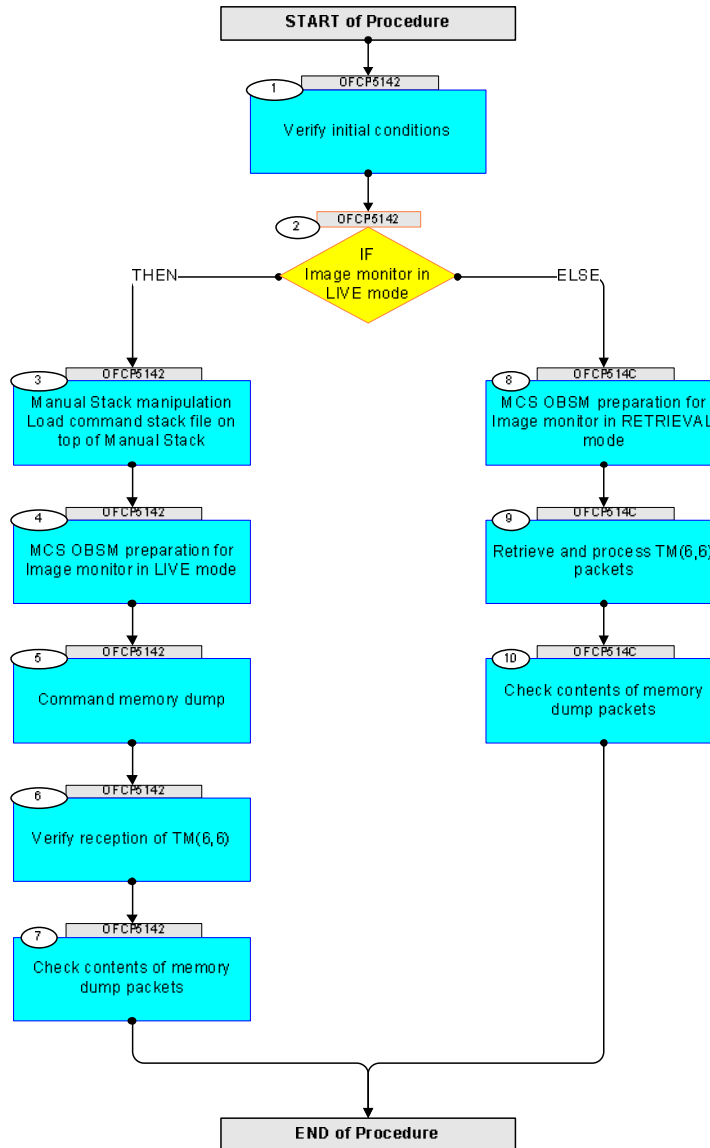 START of Procedure
OFCP5142
1
Verify initial conditions
OFCP5142
2
IF
Image monitor in
LIVE mode
THEN
ELSE
OFCP5142
3
Manual Stack manipulation
Load command stack file on
top of Manual Stack
OFCP5142
4
MCS OBSM preparation for
Image monitor in LIVE mode
OFCP5142
5
Command memory dump
OFCP5142
6
Verify reception of TM(6,6)
OFCP5142
7
Check contents of memory
dump packets
OFCP514C
8
MCS OBSM preparation for
Image monitor in RETRIEVAL
mode
OFCP514C
9
Retrieve and process TM(6,6)
packets
OFCP514C
10
Check contents of memory
dump packets
END of Procedure